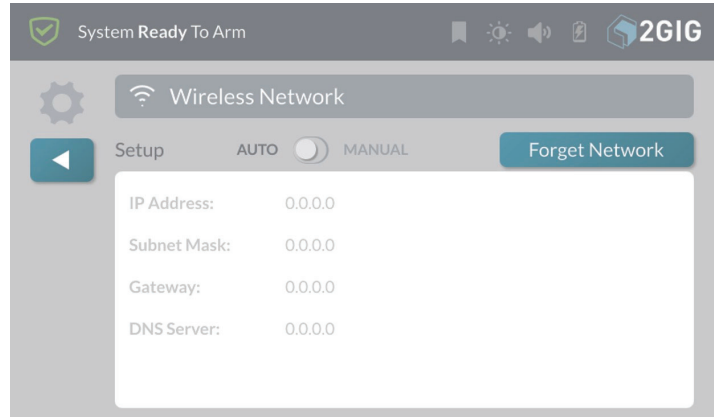 System Ready To Arm
2GIG
Wireless Network
Setup AUTO MANUAL Forget Network
IP Address: 0.0.0.0
Subnet Mask: 0.0.0.0
Gateway: 0.0.0.0
DNS Server: 0.0.0.0